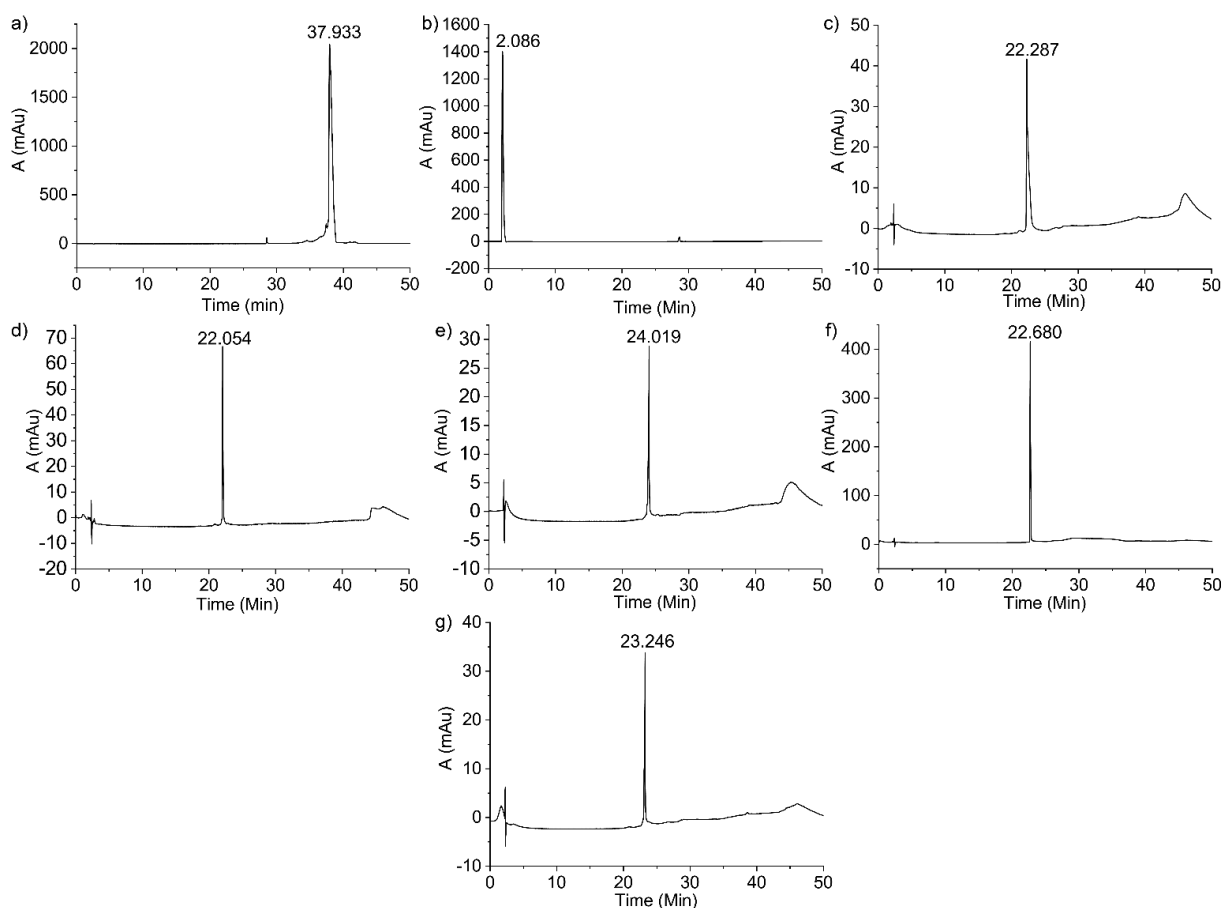 a)
37.933
2000
1500
1000
500
0
A (mAu)
0 10 20 30 40 50
Time (min)
b)
2.086
1600
1400
1200
1000
800
600
400
200
0
-200
A (mAu)
0 10 20 30 40 50
Time (Min)
c)
22.287
50
40
30
20
10
0
-10
A (mAu)
0 10 20 30 40 50
Time (Min)
d)
22.054
70
60
50
40
30
20
10
0
-10
-20
A (mAu)
0 10 20 30 40 50
Time (Min)
e)
24.019
30
25
20
15
10
5
0
-5
-10
A (mAu)
0 10 20 30 40 50
Time (Min)
f)
22.680
400
300
200
100
0
A (mAu)
0 10 20 30 40 50
Time (Min)
g)
23.246
40
30
20
10
0
-10
A (mAu)
0 10 20 30 40 50
Time (Min)